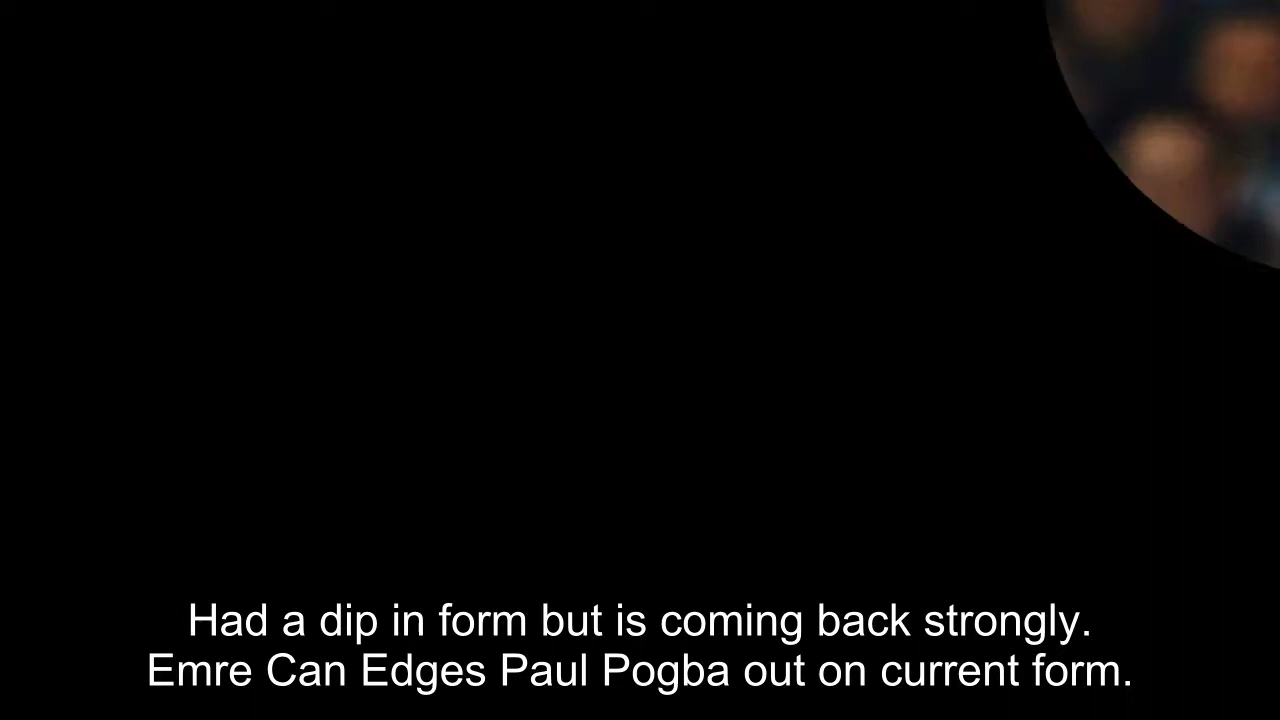 Had a dip in form but is coming back strongly.
Emre Can Edges Paul Pogba out on current form.